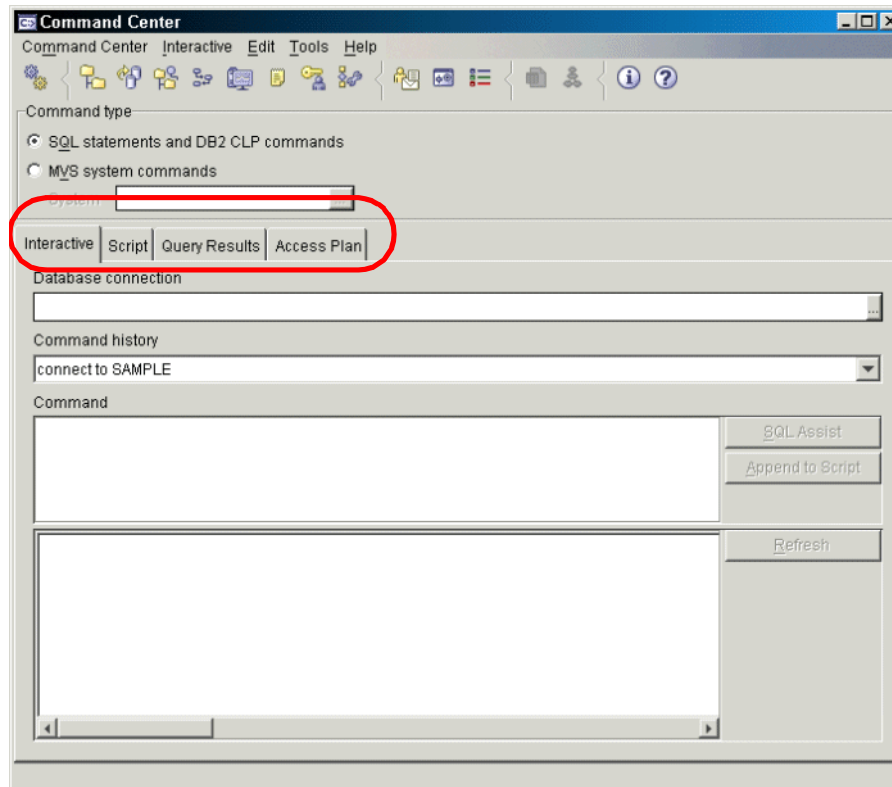 Command Center
Command Center Interactive Edit Tools Help
Command type
SQL statements and DB2 CLP commands
MVS system commands
System
Interactive Script Query Results Access Plan
Database connection
...
Command history
connect to SAMPLE
Command
SQL Assist
Append to Script
Refresh